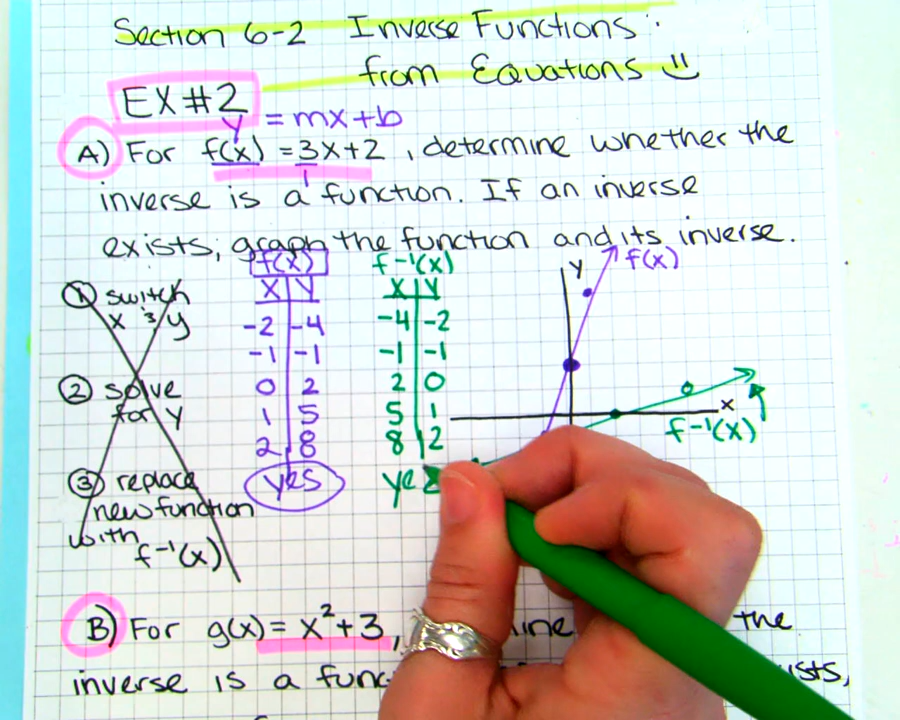 Section 6-2 Inverse Functions
from Equations
EX #2
y = mx+b
A) For f(x) = 3x+2, determine whether the
1
inverse is a function. If an inverse
exists, graph the function and its inverse.
① switch
x & y
② solve
for y
③ replace
new function
with
f⁻¹(x)
f(x)
X Y
-2 -4
-1 -1
0 2
1 5
2 8
yes
f⁻¹(x)
X Y
-4 -2
-1 -1
2 0
5 1
8 2
yes
y
f(x)
x
f⁻¹(x)
B) For g(x) = x²+3, the
inverse is a